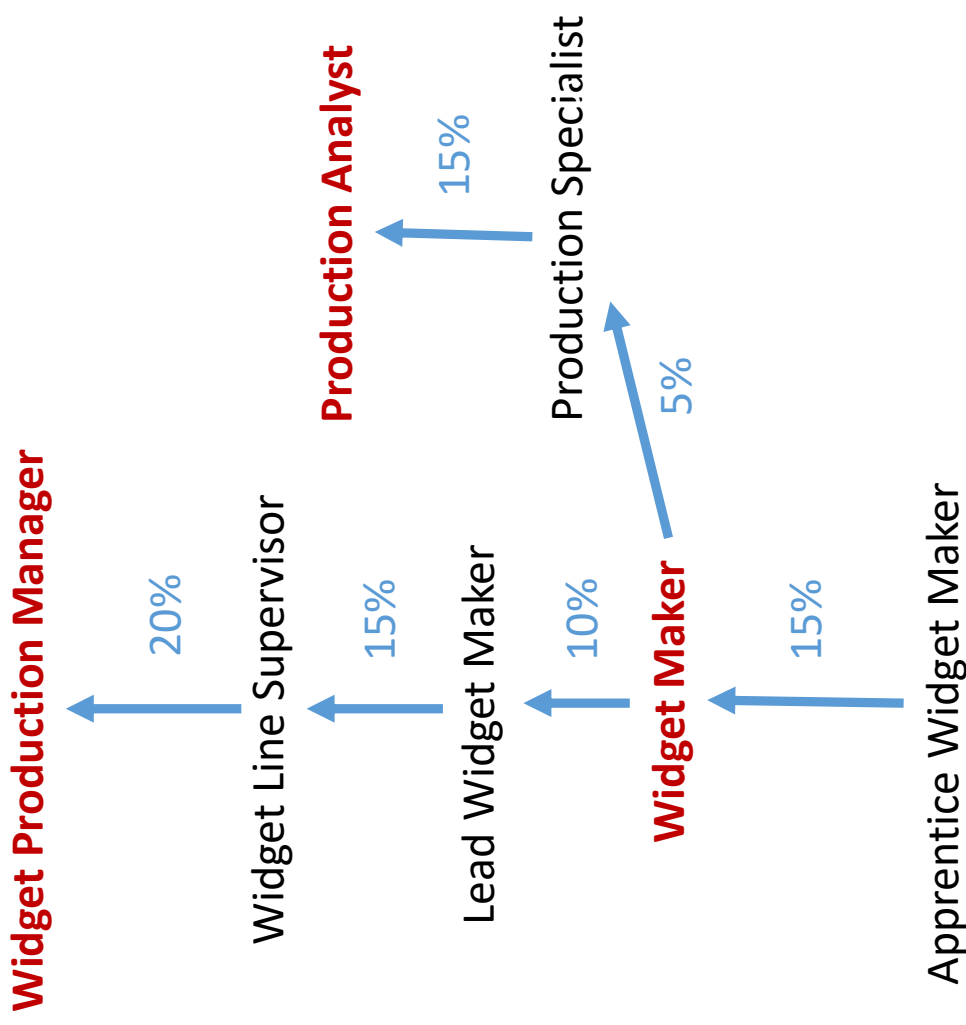 Widget Production Manager
20%
Widget Line Supervisor
15%
Lead Widget Maker
10%
Widget Maker
15%
Apprentice Widget Maker
5%
Production Specialist
15%
Production Analyst